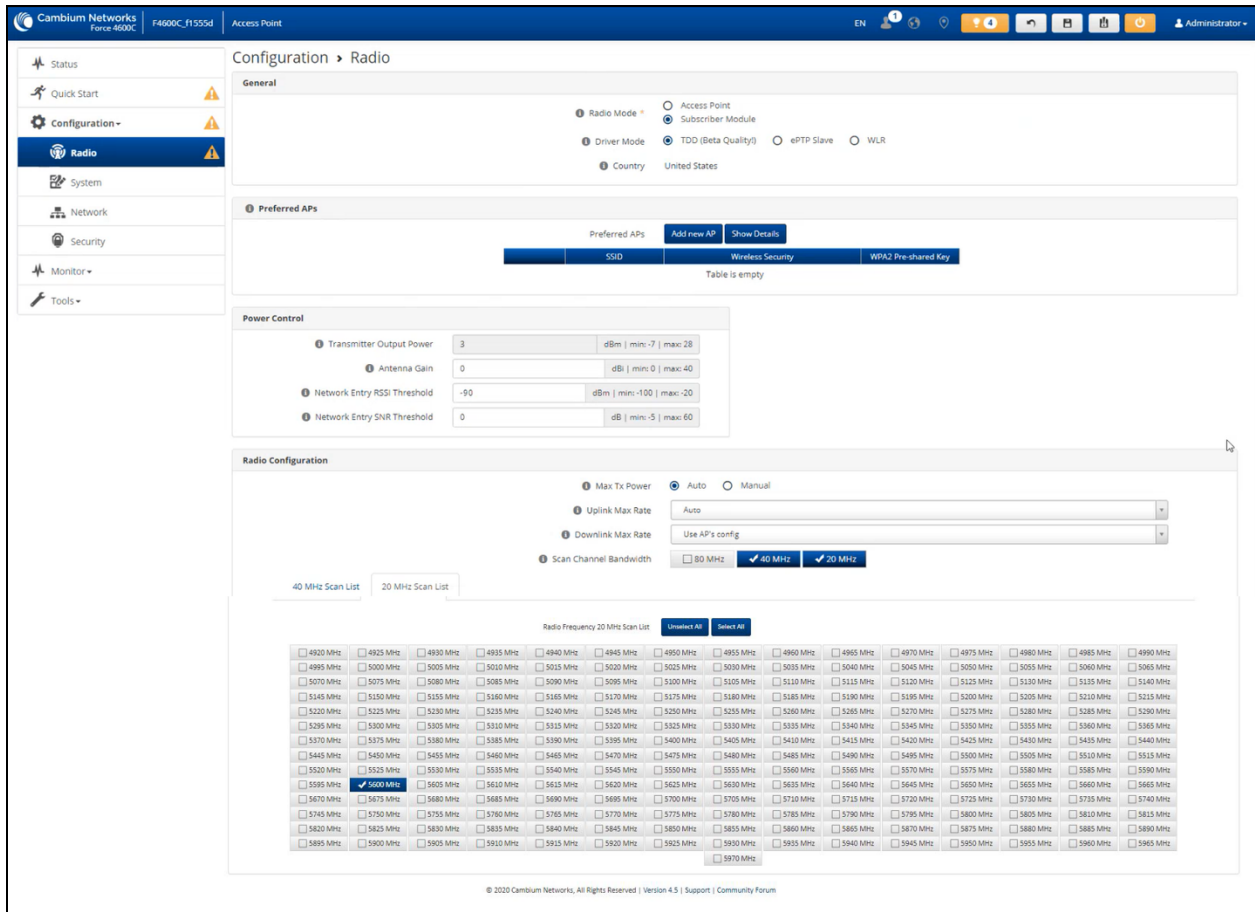 Cambium Networks
Force 4600C
F4600C_f1555d
Access Point
EN
1
4
Administrator
Status
Quick Start
Configuration
Radio
System
Network
Security
Monitor
Tools
Configuration > Radio
General
Radio Mode *
Access Point
Subscriber Module
Driver Mode
TDD (Beta Quality!) ePTP Slave WLR
Country United States
Preferred APs
Preferred APs Add new AP Show Details
SSID Wireless Security WPA2 Pre-shared Key
Table is empty
Power Control
Transmitter Output Power 3 dBm | min: -7 | max: 28
Antenna Gain 0 dBi | min: 0 | max: 40
Network Entry RSSI Threshold -90 dBm | min: -100 | max: -20
Network Entry SNR Threshold 0 dB | min: -5 | max: 60
Radio Configuration
Max Tx Power Auto Manual
Uplink Max Rate Auto
Downlink Max Rate Use AP's config
Scan Channel Bandwidth 80 MHz 40 MHz 20 MHz
40 MHz Scan List 20 MHz Scan List
Radio Frequency 20 MHz Scan List Unselect All Select All
4920 MHz 4925 MHz 4930 MHz 4935 MHz 4940 MHz 4945 MHz 4950 MHz 4955 MHz 4960 MHz 4965 MHz 4970 MHz 4975 MHz 4980 MHz 4985 MHz 4990 MHz
4995 MHz 5000 MHz 5005 MHz 5010 MHz 5015 MHz 5020 MHz 5025 MHz 5030 MHz 5035 MHz 5040 MHz 5045 MHz 5050 MHz 5055 MHz 5060 MHz 5065 MHz
5070 MHz 5075 MHz 5080 MHz 5085 MHz 5090 MHz 5095 MHz 5100 MHz 5105 MHz 5110 MHz 5115 MHz 5120 MHz 5125 MHz 5130 MHz 5135 MHz 5140 MHz
5145 MHz 5150 MHz 5155 MHz 5160 MHz 5165 MHz 5170 MHz 5175 MHz 5180 MHz 5185 MHz 5190 MHz 5195 MHz 5200 MHz 5205 MHz 5210 MHz 5215 MHz
5220 MHz 5225 MHz 5230 MHz 5235 MHz 5240 MHz 5245 MHz 5250 MHz 5255 MHz 5260 MHz 5265 MHz 5270 MHz 5275 MHz 5280 MHz 5285 MHz 5290 MHz
5295 MHz 5300 MHz 5305 MHz 5310 MHz 5315 MHz 5320 MHz 5325 MHz 5330 MHz 5335 MHz 5340 MHz 5345 MHz 5350 MHz 5355 MHz 5360 MHz 5365 MHz
5370 MHz 5375 MHz 5380 MHz 5385 MHz 5390 MHz 5395 MHz 5400 MHz 5405 MHz 5410 MHz 5415 MHz 5420 MHz 5425 MHz 5430 MHz 5435 MHz 5440 MHz
5445 MHz 5450 MHz 5455 MHz 5460 MHz 5465 MHz 5470 MHz 5475 MHz 5480 MHz 5485 MHz 5490 MHz 5495 MHz 5500 MHz 5505 MHz 5510 MHz 5515 MHz
5520 MHz 5525 MHz 5530 MHz 5535 MHz 5540 MHz 5545 MHz 5550 MHz 5555 MHz 5560 MHz 5565 MHz 5570 MHz 5575 MHz 5580 MHz 5585 MHz 5590 MHz
5595 MHz 5600 MHz 5605 MHz 5610 MHz 5615 MHz 5620 MHz 5625 MHz 5630 MHz 5635 MHz 5640 MHz 5645 MHz 5650 MHz 5655 MHz 5660 MHz 5665 MHz
5670 MHz 5675 MHz 5680 MHz 5685 MHz 5690 MHz 5695 MHz 5700 MHz 5705 MHz 5710 MHz 5715 MHz 5720 MHz 5725 MHz 5730 MHz 5735 MHz 5740 MHz
5745 MHz 5750 MHz 5755 MHz 5760 MHz 5765 MHz 5770 MHz 5775 MHz 5780 MHz 5785 MHz 5790 MHz 5795 MHz 5800 MHz 5805 MHz 5810 MHz 5815 MHz
5820 MHz 5825 MHz 5830 MHz 5835 MHz 5840 MHz 5845 MHz 5850 MHz 5855 MHz 5860 MHz 5865 MHz 5870 MHz 5875 MHz 5880 MHz 5885 MHz 5890 MHz
5895 MHz 5900 MHz 5905 MHz 5910 MHz 5915 MHz 5920 MHz 5925 MHz 5930 MHz 5935 MHz 5940 MHz 5945 MHz 5950 MHz 5955 MHz 5960 MHz 5965 MHz
5970 MHz
© 2020 Cambium Networks, All Rights Reserved | Version 4.5 | Support | Community Forum